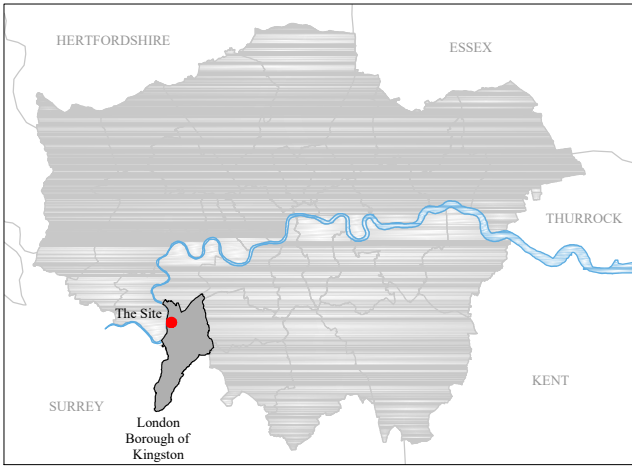 HERTFORDSHIRE
ESSEX
THURROCK
The Site
KENT
SURREY
London
Borough of
Kingston